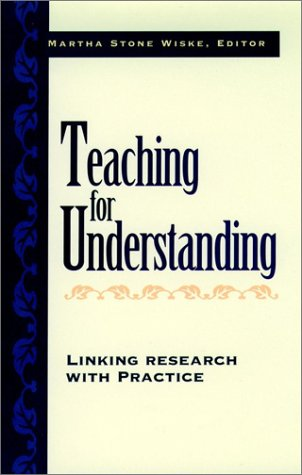 MARTHA STONE WISKE, EDITOR
Teaching
for
Understanding
LINKING RESEARCH
WITH PRACTICE